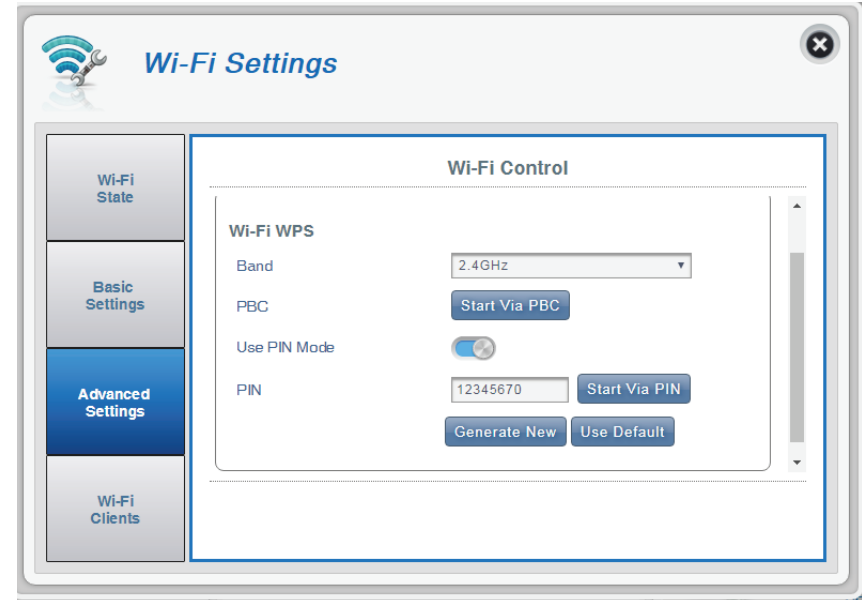 Wi-Fi Settings
Wi-Fi
State
Basic
Settings
Advanced
Settings
Wi-Fi
Clients
Wi-Fi Control
Wi-Fi WPS
Band 2.4GHz
PBC Start Via PBC
Use PIN Mode
PIN 12345670 Start Via PIN
Generate New Use Default